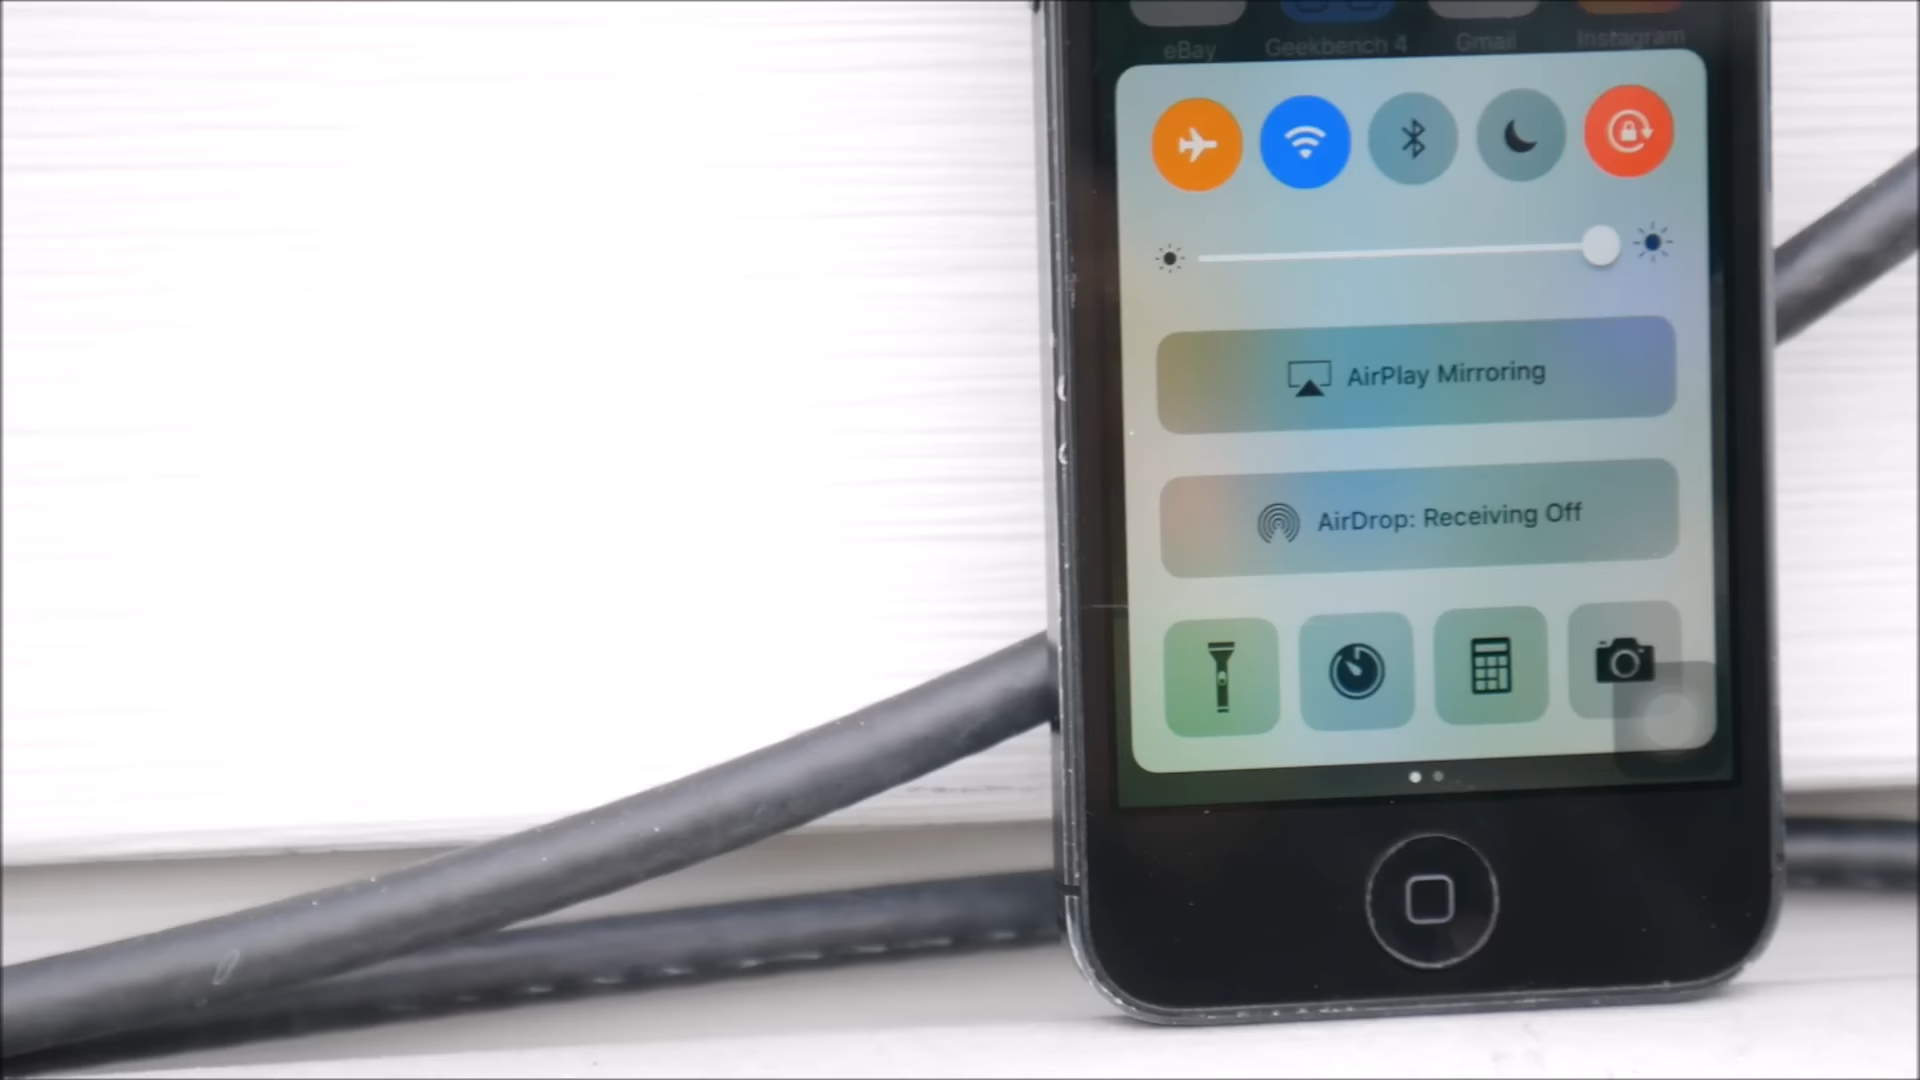 eBay Geekbench 4 Gmail Instagram
AirPlay Mirroring
AirDrop: Receiving Off